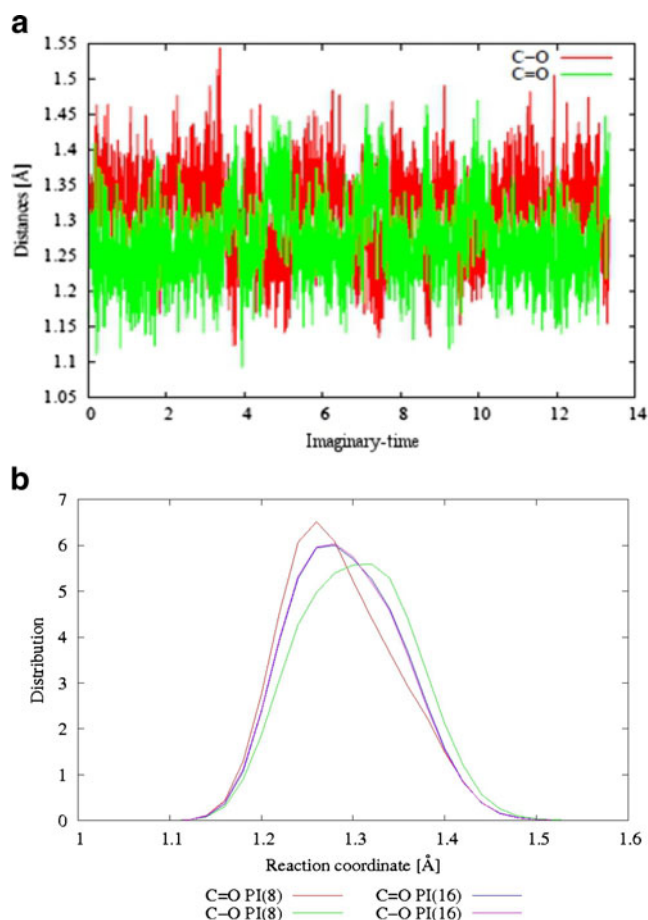 a
1.55
1.5
1.45
1.4
1.35
1.3
1.25
1.2
1.15
1.1
1.05
Distances [Å]
C−O
C=O
0 2 4 6 8 10 12 14
Imaginary-time
b
7
6
5
4
3
2
1
0
Distribution
1 1.1 1.2 1.3 1.4 1.5 1.6
Reaction coordinate [Å]
C=O PI(8) C=O PI(16)
C−O PI(8) C−O PI(16)